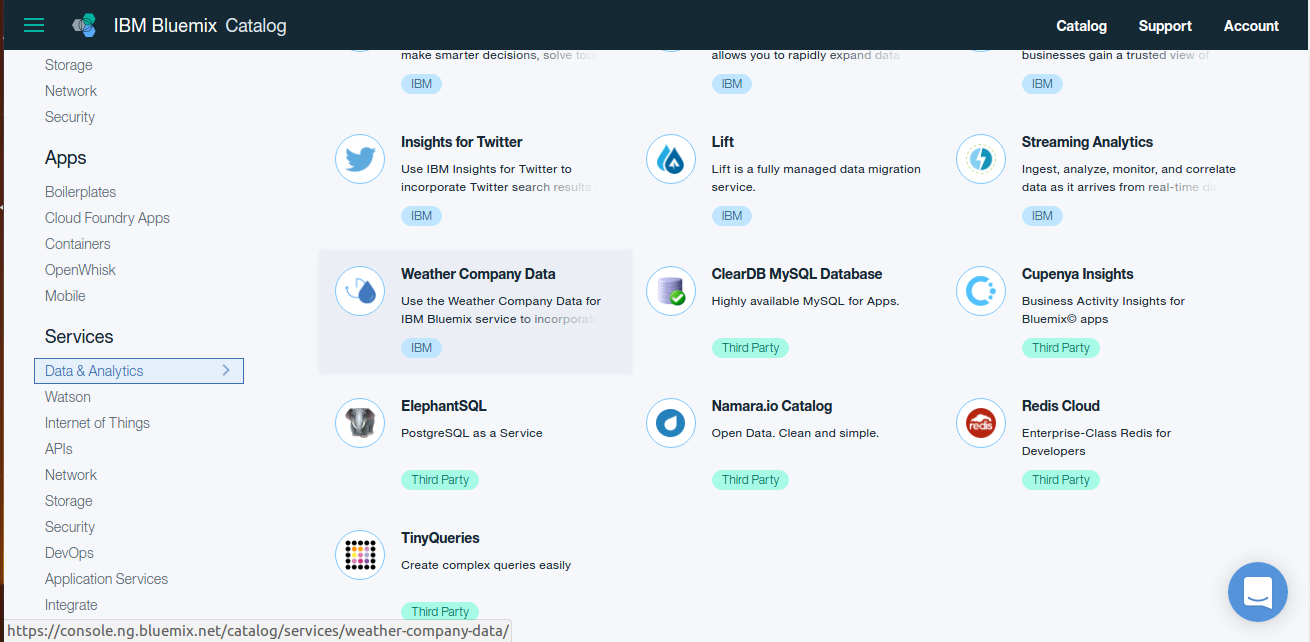 IBM Bluemix Catalog
Catalog
Support
Account
Storage
Network
Security
Apps
Boilerplates
Cloud Foundry Apps
Containers
OpenWhisk
Mobile
Services
Data & Analytics
Watson
Internet of Things
APIs
Network
Storage
Security
DevOps
Application Services
Integrate
make smarter decisions, solve tou
IBM
allows you to rapidly expand data
IBM
businesses gain a trusted view of
IBM
Insights for Twitter
Use IBM Insights for Twitter to
incorporate Twitter search results
IBM
Lift
Lift is a fully managed data migration
service.
IBM
Streaming Analytics
Ingest, analyze, monitor, and correlate
data as it arrives from real-time da
IBM
Weather Company Data
Use the Weather Company Data for
IBM Bluemix service to incorporate
IBM
ClearDB MySQL Database
Highly available MySQL for Apps.
Third Party
Cupenya Insights
Business Activity Insights for
Bluemix© apps
Third Party
ElephantSQL
PostgreSQL as a Service
Third Party
Namara.io Catalog
Open Data. Clean and simple.
Third Party
redis
Redis Cloud
Enterprise-Class Redis for
Developers
Third Party
TinyQueries
Create complex queries easily
Third Party
https://console.ng.bluemix.net/catalog/services/weather-company-data/